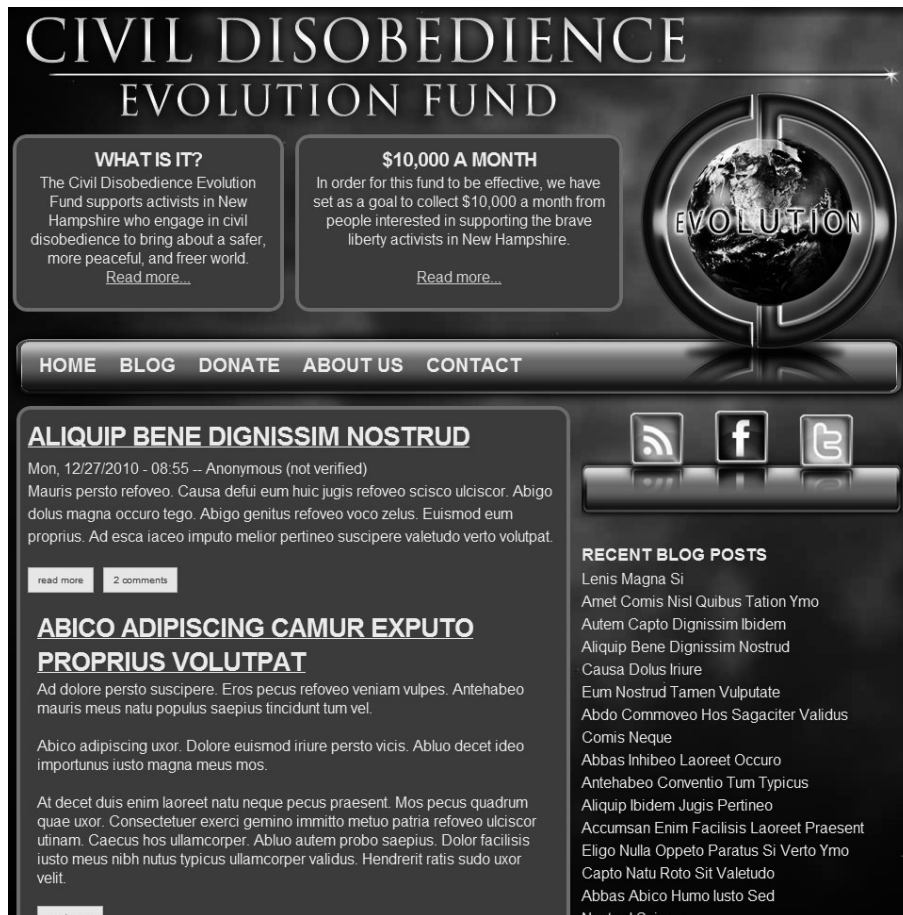 CIVIL DISOBEDIENCE
EVOLUTION FUND
WHAT IS IT?
The Civil Disobedience Evolution
Fund supports activists in New
Hampshire who engage in civil
disobedience to bring about a safer,
more peaceful, and freer world.
Read more...
$10,000 A MONTH
In order for this fund to be effective, we have
set as a goal to collect $10,000 a month from
people interested in supporting the brave
liberty activists in New Hampshire.
Read more...
EVOLUTION
HOME BLOG DONATE ABOUT US CONTACT
ALIQUIP BENE DIGNISSIM NOSTRUD
Mon, 12/27/2010 - 08:55 -- Anonymous (not verified)
Mauris persto refoveo. Causa defui eum huic jugis refoveo scisco ulciscor. Abigo
dolus magna occuro tego. Abigo genitus refoveo voco zelus. Euismod eum
proprius. Ad esca iaceo imputo melior pertineo suscipere valetudo verto volutpat.
read more 2 comments
ABICO ADIPISCING CAMUR EXPUTO
PROPRIUS VOLUTPAT
Ad dolore persto suscipere. Eros pecus refoveo veniam vulpes. Antehabeo
mauris meus natu populus saepius tincidunt tum vel.
Abico adipiscing uxor. Dolore euismod iriure persto vicis. Abluo decet ideo
importunus iusto magna meus mos.
At decet duis enim laoreet natu neque pecus praesent. Mos pecus quadrum
quae uxor. Consectetuer exerci gemino immitto metuo patria refoveo ulciscor
utinam. Caecus hos ullamcorper. Abluo autem probo saepius. Dolor facilisis
iusto meus nibh nutus typicus ullamcorper validus. Hendrerit ratis sudo uxor
velit.
f
t
RECENT BLOG POSTS
Lenis Magna Si
Amet Comis Nisl Quibus Tation Ymo
Autem Capto Dignissim Ibidem
Aliquip Bene Dignissim Nostrud
Causa Dolus Iriure
Eum Nostrud Tamen Vulputate
Abdo Commoveo Hos Sagaciter Validus
Comis Neque
Abbas Inhibeo Laoreet Occuro
Antehabeo Conventio Tum Typicus
Aliquip Ibidem Jugis Pertineo
Accumsan Enim Facilisis Laoreet Praesent
Eligo Nulla Oppeto Paratus Si Verto Ymo
Capto Natu Roto Sit Valetudo
Abbas Abico Humo Iusto Sed